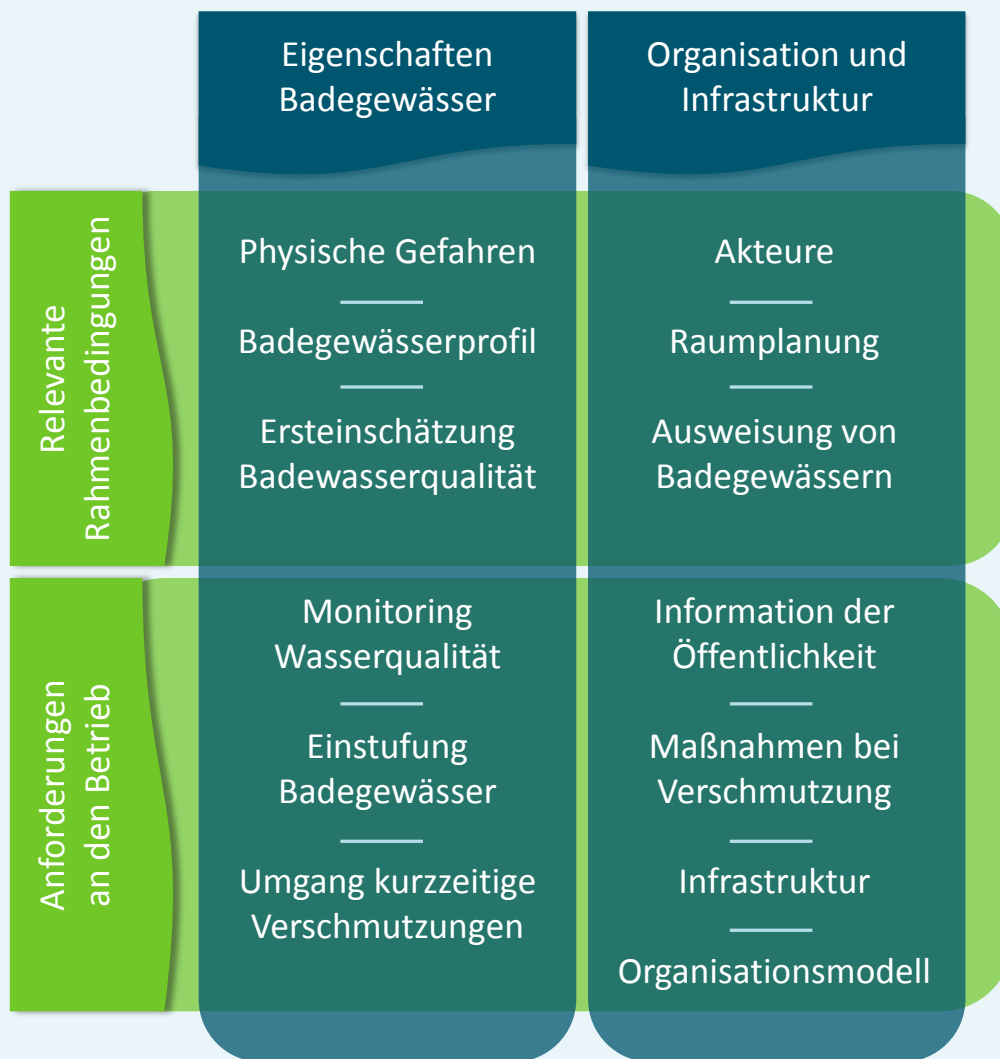 Eigenschaften
Badegewässer
Organisation und
Infrastruktur
Relevante
Rahmenbedingungen
Physische Gefahren
Badegewässerprofil
Ersteinschätzung
Badewasserqualität
Akteure
Raumplanung
Ausweisung von
Badegewässern
Anforderungen
an den Betrieb
Monitoring
Wasserqualität
Einstufung
Badegewässer
Umgang kurzzeitige
Verschmutzungen
Information der
Öffentlichkeit
Maßnahmen bei
Verschmutzung
Infrastruktur
Organisationsmodell